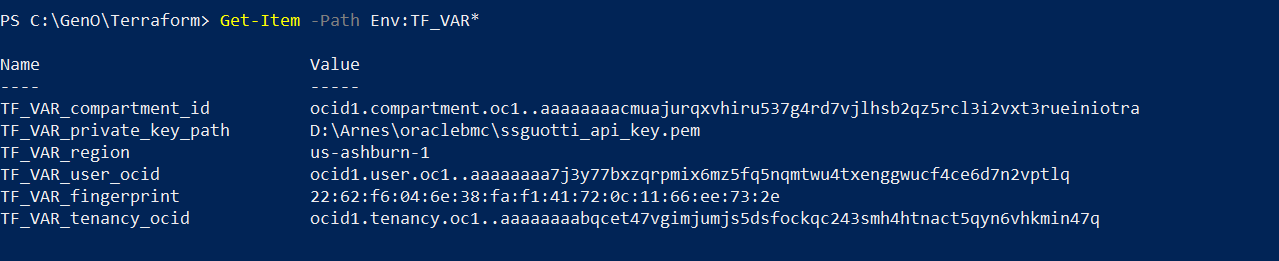 PS C:\GenO\Terraform> Get-Item -Path Env:TF_VAR*
Name Value
---- -----
TF_VAR_compartment_id ocid1.compartment.oc1..aaaaaaaacmuajurqxvhiru537g4rd7vjlhsb2qz5rcl3i2vxt3rueiniotra
TF_VAR_private_key_path D:\Arnes\oraclebmc\ssguotti_api_key.pem
TF_VAR_region us-ashburn-1
TF_VAR_user_ocid ocid1.user.oc1..aaaaaaaa7j3y77bxzqrpmix6mz5fq5nqmtwu4txenggwucf4ce6d7n2vptlq
TF_VAR_fingerprint 22:62:f6:04:6e:38:fa:f1:41:72:0c:11:66:ee:73:2e
TF_VAR_tenancy_ocid ocid1.tenancy.oc1..aaaaaaaabqcet47vgimjumjs5dsfockqc243smh4htnact5qyn6vhkmin47q